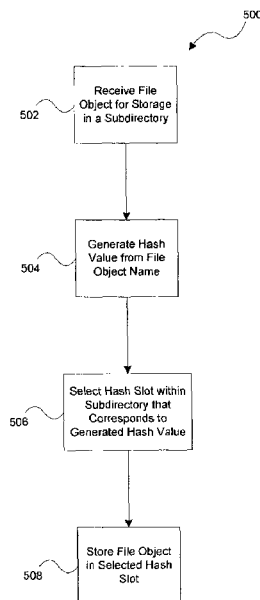 500
Receive File
Object for Storage
in a Subdirectory
502
Generate Hash
Value from File
Object Name
504
Select Hash Slot within
Subdirectory that
Corresponds to
Generated Hash Value
506
Store File Object
in Selected Hash
Slot
508